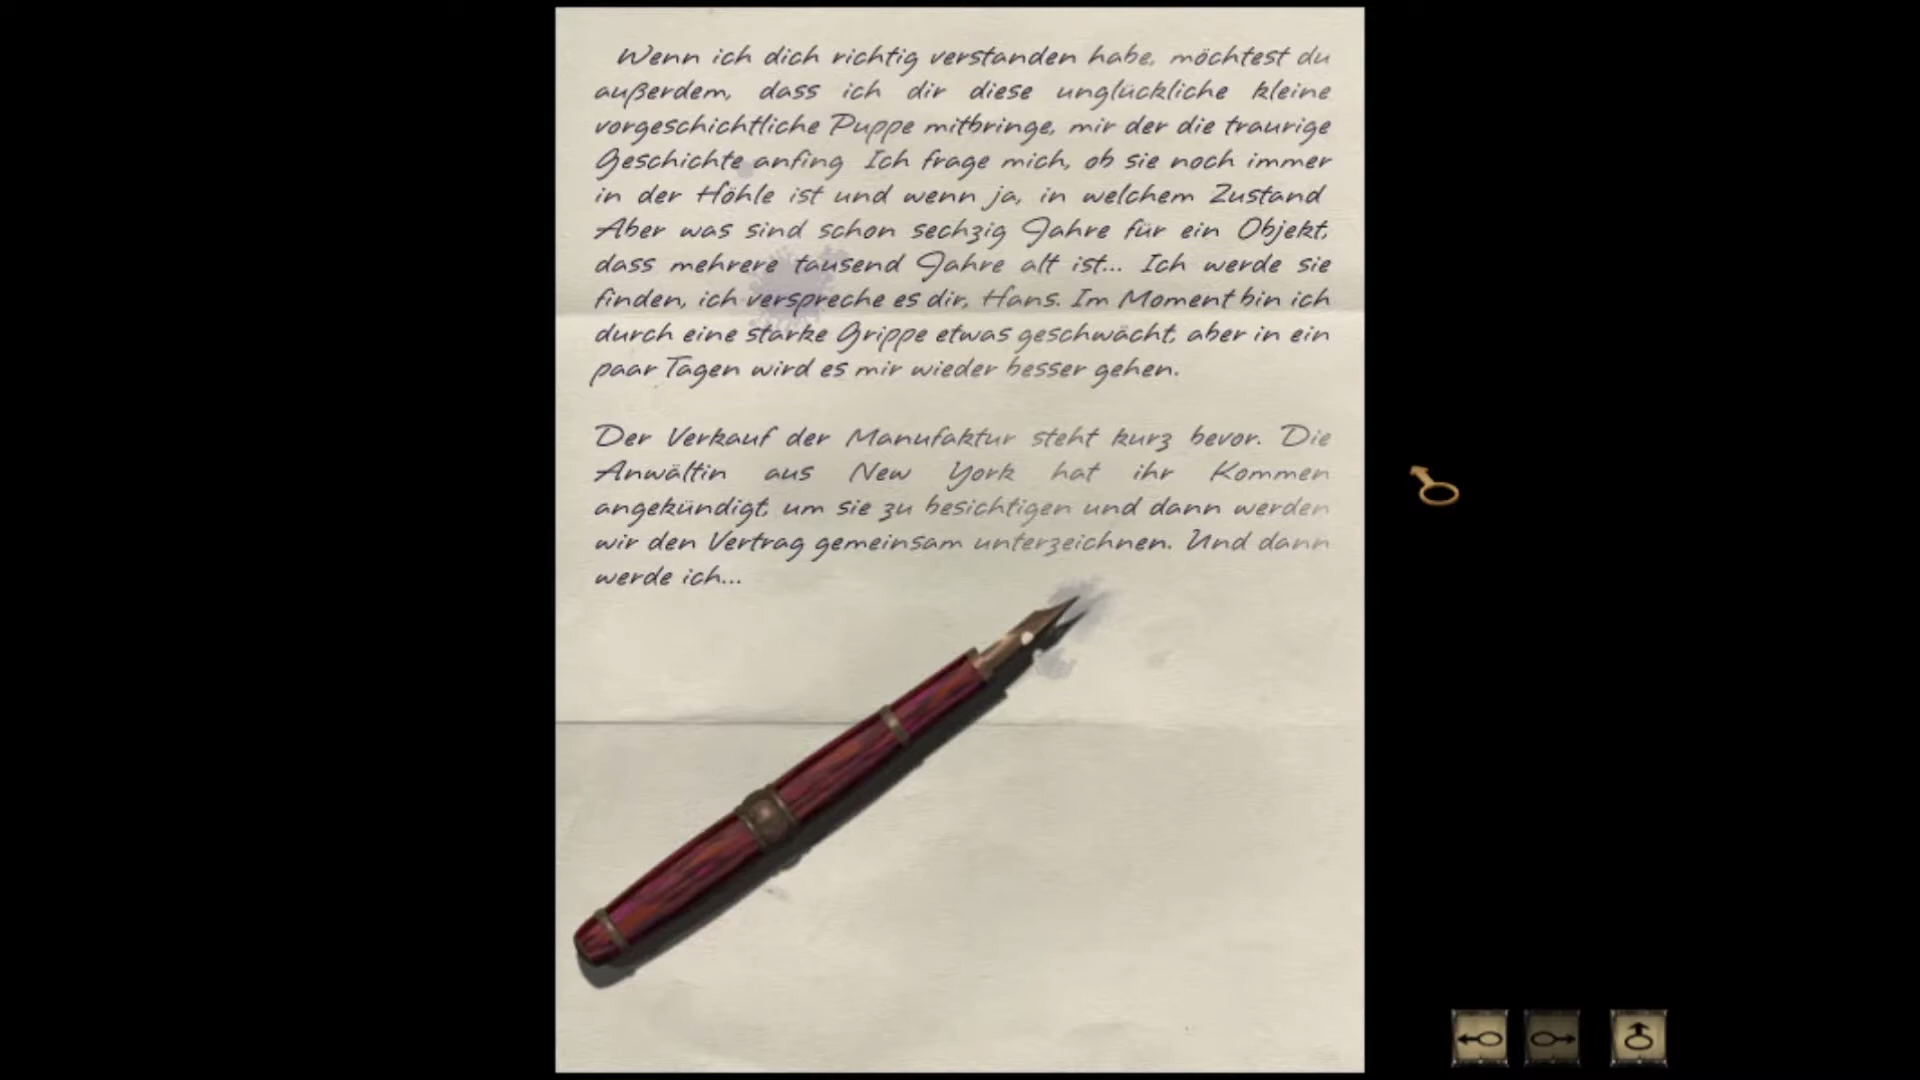 Wenn ich dich richtig verstanden habe, möchtest du
außerdem, dass ich dir diese unglückliche kleine
vorgeschichtliche Puppe mitbringe, mir der die traurige
Geschichte anfing Ich frage mich, ob sie noch immer
in der Höhle ist und wenn ja, in welchem Zustand
Aber was sind schon sechzig Jahre für ein Objekt,
dass mehrere tausend Jahre alt ist... Ich werde sie
finden, ich verspreche es dir, Hans. Im Moment bin ich
durch eine starke Grippe etwas geschwächt, aber in ein
paar Tagen wird es mir wieder besser gehen.
Der Verkauf der Manufaktur steht kurz bevor. Die
Anwältin aus New York hat ihr Kommen
angekündigt, um sie zu besichtigen und dann werden
wir den Vertrag gemeinsam unterzeichnen. Und dann
werde ich...